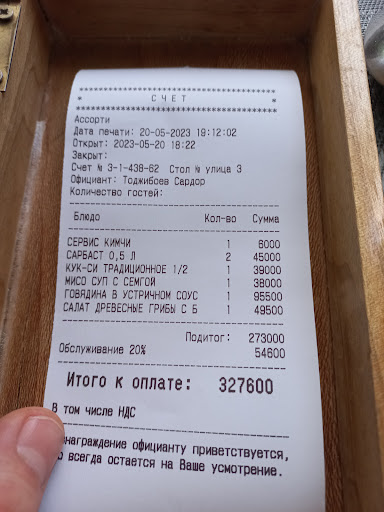 ******************************
* СЧЕТ *
******************************
Ассорти
Дата печати: 20-05-2023 19:12:02
Открыт: 2023-05-20 18:22
Закрыт:
Счет № 3-1-438-62 Стол № улица 3
Официант: Тоджибоев Сардор
Количество гостей:
Блюдо Кол-во Сумма
СЕРВИС КИМЧИ 1 6000
САРБАСТ 0,5 Л 2 45000
КУК-СИ ТРАДИЦИОННОЕ 1/2 1 39000
МИСО СУП С СЕМГОЙ 1 38000
ГОВЯДИНА В УСТРИЧНОМ СОУС 1 95500
САЛАТ ДРЕВЕСНЫЕ ГРИБЫ С Б 1 49500
Подитог: 273000
Обслуживание 20% 54600
Итого к оплате: 327600
В том числе НДС
награждение официанту приветствуется,
о всегда остается на Ваше усмотрение.